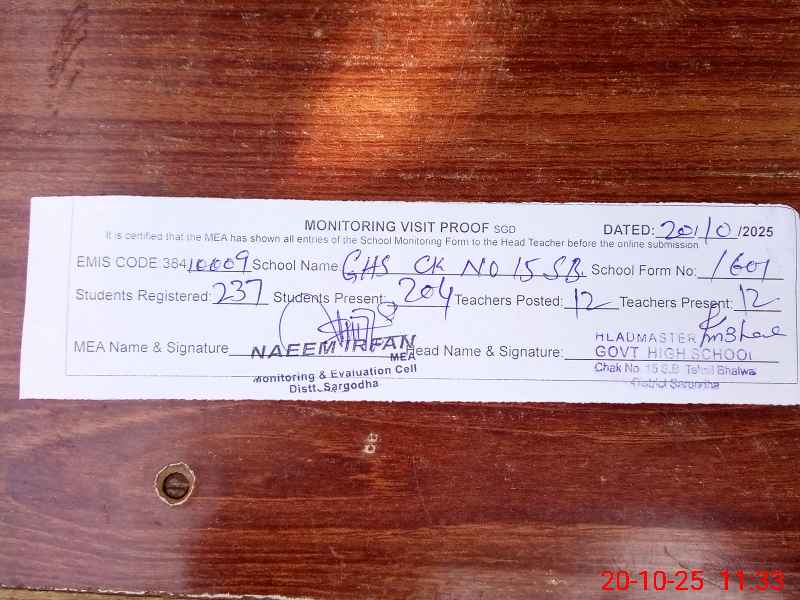 MONITORING VISIT PROOF SGD
DATED: 20/10/2025
It is certified that the MEA has shown all entries of the School Monitoring Form to the Head Teacher before the online submission
EMIS CODE 38410009 School Name: GHS CK NO 15 SB. School Form No: 1601
Students Registered: 237 Students Present: 204 Teachers Posted: 12 Teachers Present: 12
MEA Name & Signature NAEEM IRFAN Head Name & Signature: HEADMASTER
MEA GOVT HIGH SCHOOL
Monitoring & Evaluation Cell Chak No. 15 S.B Tehsil Bhalwal
Distt. Sargodha District Sargodha
20-10-25 11:33